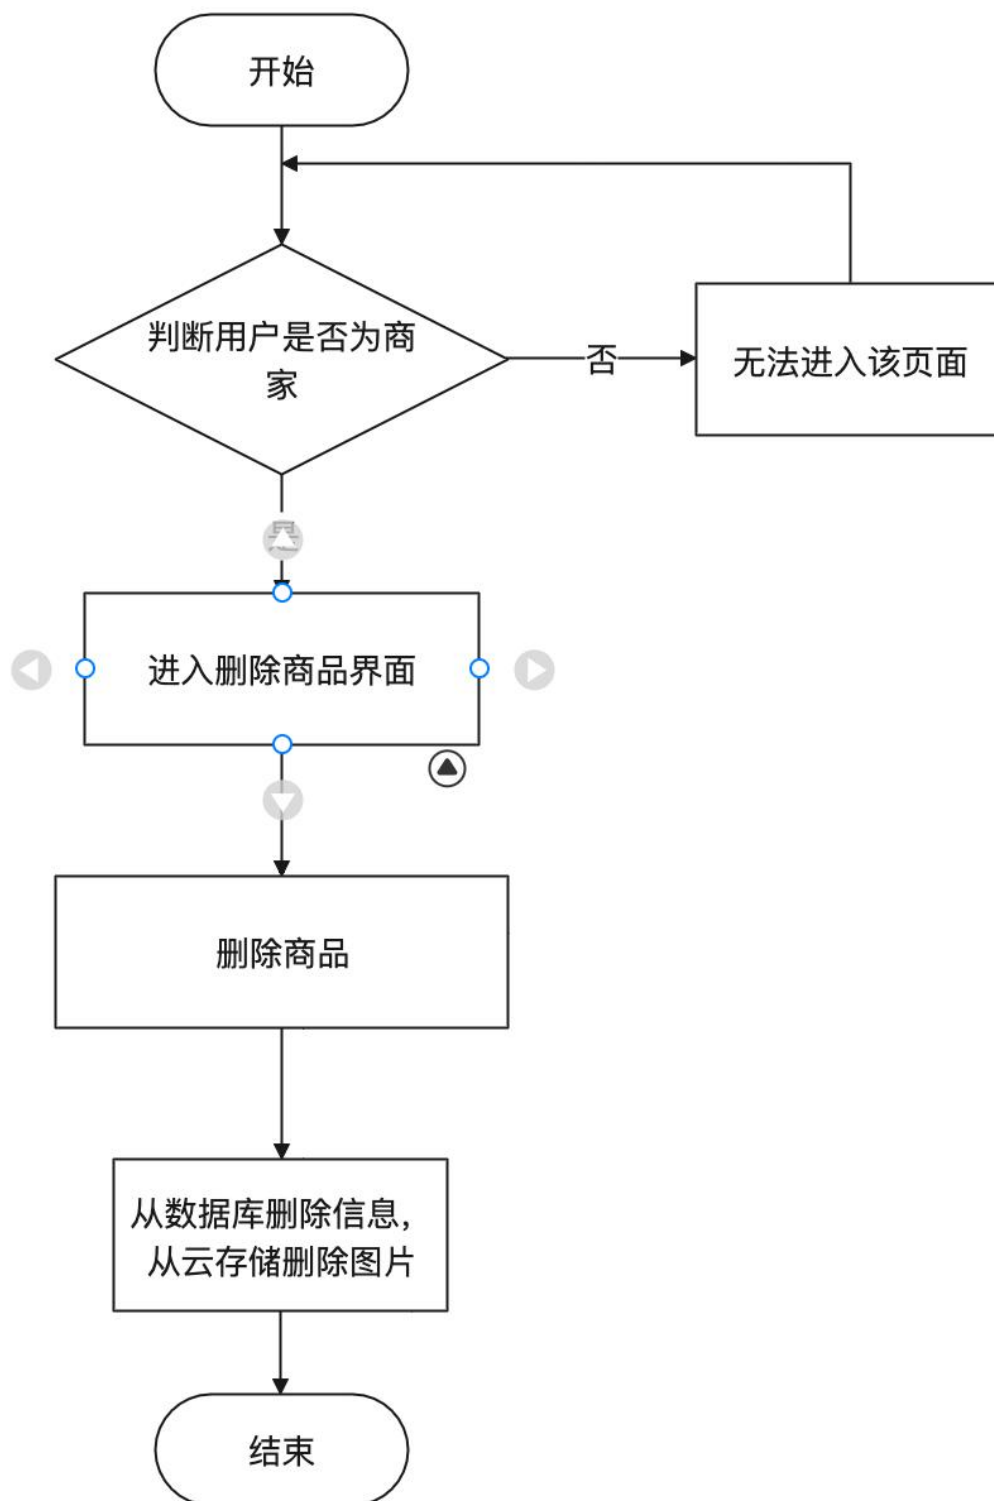 开始
判断用户是否为商
家
否
无法进入该页面
是
进入删除商品界面
删除商品
从数据库删除信息，
从云存储删除图片
结束